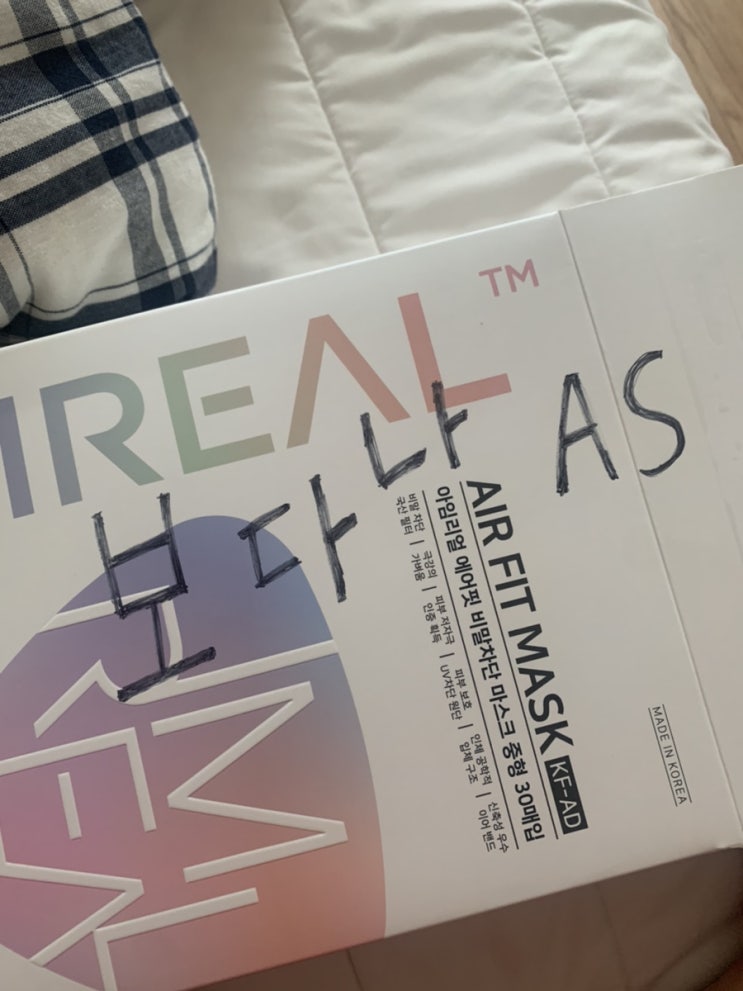 IREAL™
보다나 AS
AIR FIT MASK KF-AD
아임리얼 에어핏 비말차단 마스크 중형 30매입
비말 차단 | 극강의 | 피부 저자극 | 피부 보호 | 인체 공학적 | 신축성 우수
국산 필터 | 가벼움 | 인증 획득 | UV차단 원단 | 입체 구조 | 이어 밴드
MADE IN KOREA